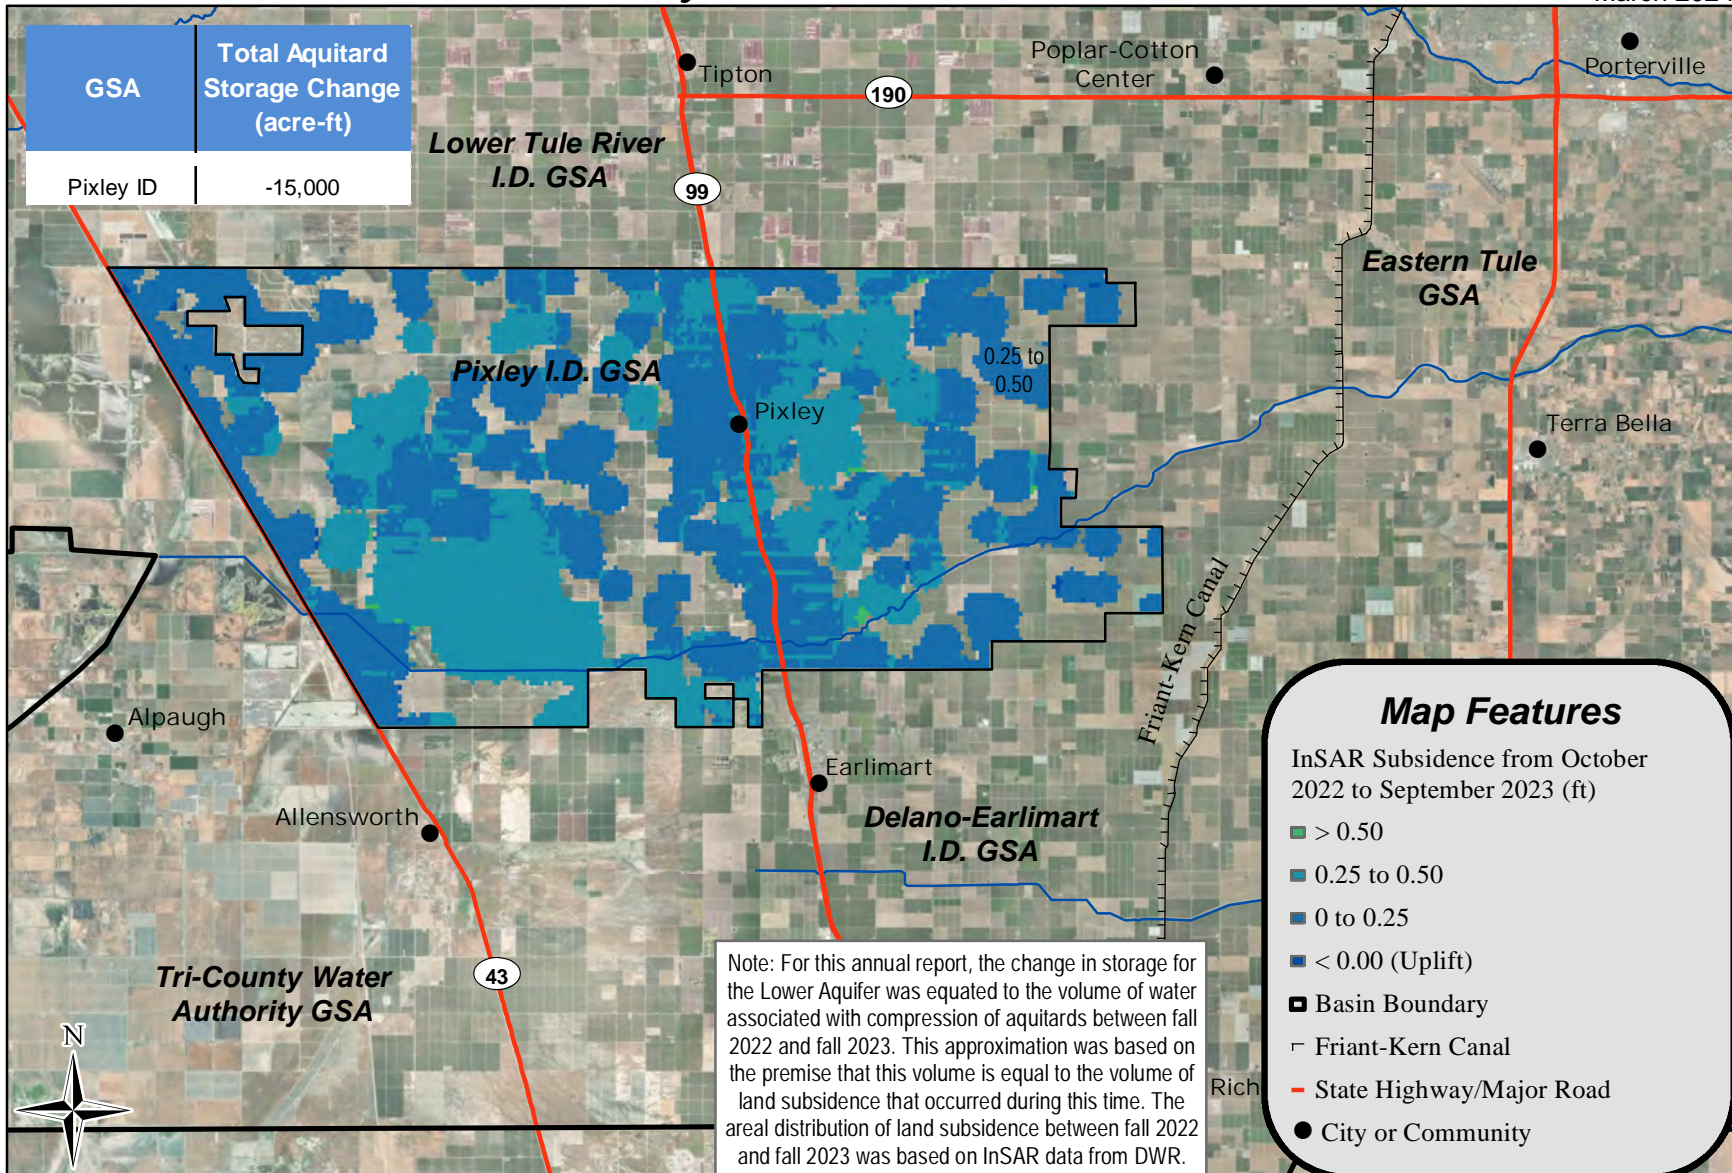 GSA
Total Aquitard
Storage Change
(acre-ft)
Pixley ID
-15,000
Tipton
Poplar-Cotton
Center
Porterville
190
Lower Tule River
I.D. GSA
99
Eastern Tule
GSA
Pixley I.D. GSA
0.25 to
0.50
Pixley
Terra Bella
Friant-Kern Canal
Alpaugh
Earlimart
Allensworth
Delano-Earlimart
I.D. GSA
Tri-County Water
Authority GSA
43
N
Rich
Note: For this annual report, the change in storage for
the Lower Aquifer was equated to the volume of water
associated with compression of aquitards between fall
2022 and fall 2023. This approximation was based on
the premise that this volume is equal to the volume of
land subsidence that occurred during this time. The
areal distribution of land subsidence between fall 2022
and fall 2023 was based on InSAR data from DWR.
Map Features
InSAR Subsidence from October
2022 to September 2023 (ft)
> 0.50
0.25 to 0.50
0 to 0.25
< 0.00 (Uplift)
Basin Boundary
Friant-Kern Canal
State Highway/Major Road
City or Community